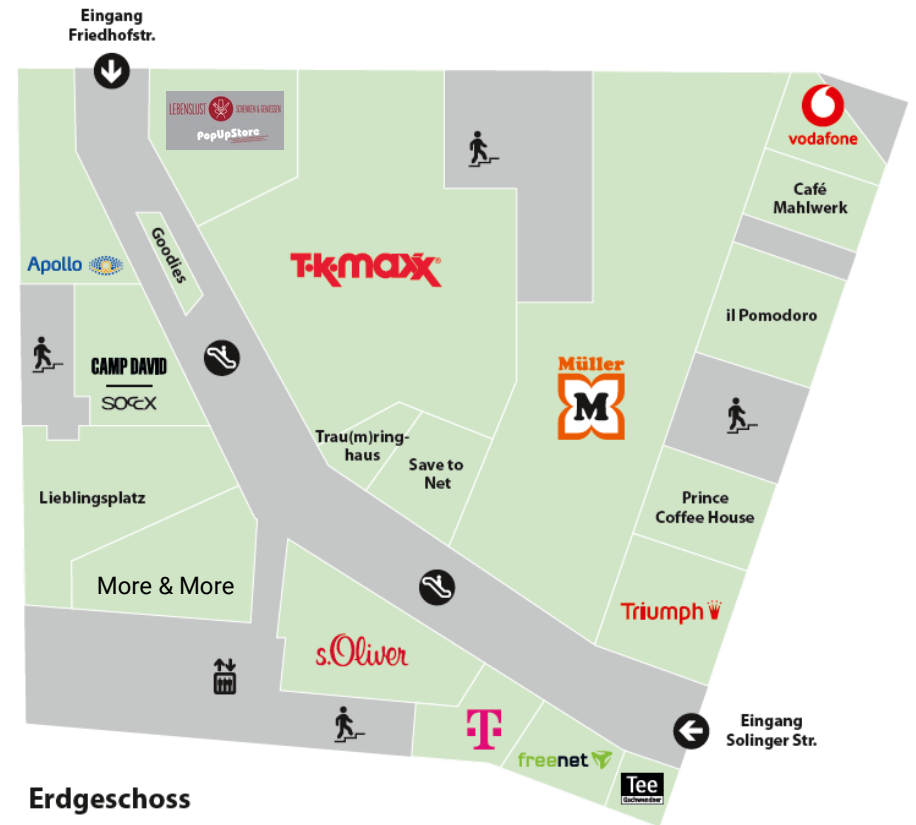 Eingang
Friedhofstr.
LEBENSLUST SCHENKEN & GENIESSEN
PopUpStore
vodafone
Café
Mahlwerk
Goodies
Apollo
T·K·maxx®
il Pomodoro
CAMP DAVID
SOCCX
Müller
M
Trau(m)ring-
haus
Save to
Net
Lieblingsplatz
Prince
Coffee House
More & More
Triumph
s.Oliver
T
Eingang
Solinger Str.
freenet
Tee
Gschwendner
Erdgeschoss